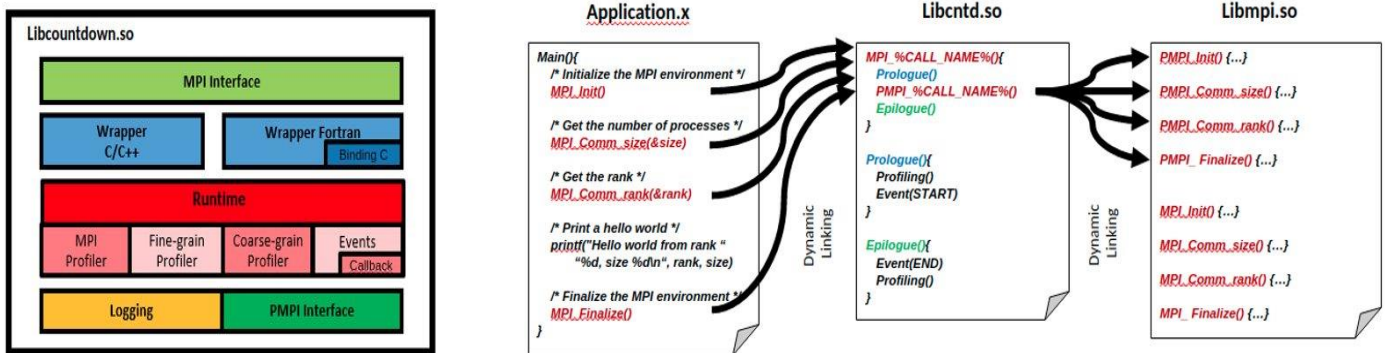 Libcountdown.so
MPI Interface
Wrapper
C/C++
Wrapper Fortran
Binding C
Runtime
MPI
Profiler
Fine-grain
Profiler
Coarse-grain
Profiler
Events
Callback
Logging
PMPI Interface
Application.x
Main(){
/* Initialize the MPI environment */
MPI_Init()
/* Get the number of processes */
MPI_Comm_size(&size)
/* Get the rank */
MPI_Comm_rank(&rank)
/* Print a hello world */
printf("Hello world from rank “
“%d, size %d\n“, rank, size)
/* Finalize the MPI environment */
MPI_Finalize()
}
Dynamic
Linking
Libcntd.so
MPI_%CALL_NAME%(){
Prologue()
PMPI_%CALL_NAME%()
Epilogue()
}
Prologue(){
Profiling()
Event(START)
}
Epilogue(){
Event(END)
Profiling()
}
Dynamic
Linking
Libmpi.so
PMPI_Init() {…}
PMPI_Comm_size() {…}
PMPI_Comm_rank() {…}
PMPI_ Finalize() {…}
MPI_Init() {…}
MPI_Comm_size() {…}
MPI_Comm_rank() {…}
MPI_ Finalize() {…}